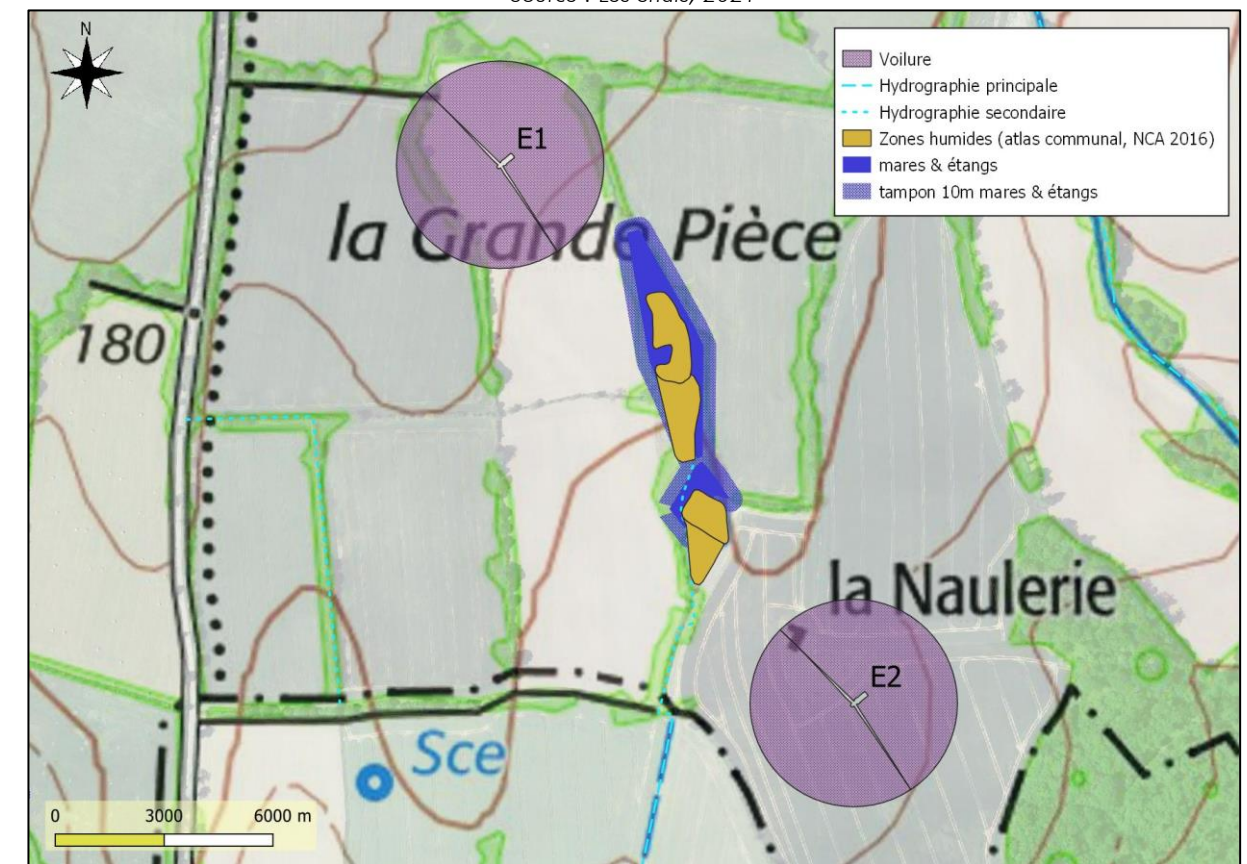 N
Voilure
Hydrographie principale
Hydrographie secondaire
Zones humides (atlas communal, NCA 2016)
mares & étangs
tampon 10m mares & étangs
E1
la Grande Pièce
180
la Naulerie
E2
Sce
0 3000 6000 m